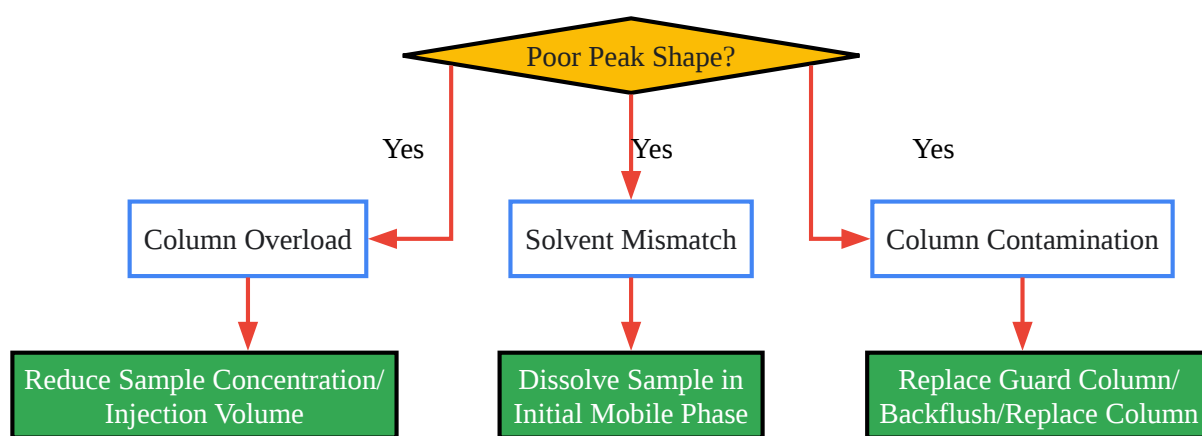 Poor Peak Shape?
Yes
Yes
Yes
Column Overload
Solvent Mismatch
Column Contamination
Reduce Sample Concentration/
Injection Volume
Dissolve Sample in
Initial Mobile Phase
Replace Guard Column/
Backflush/Replace Column